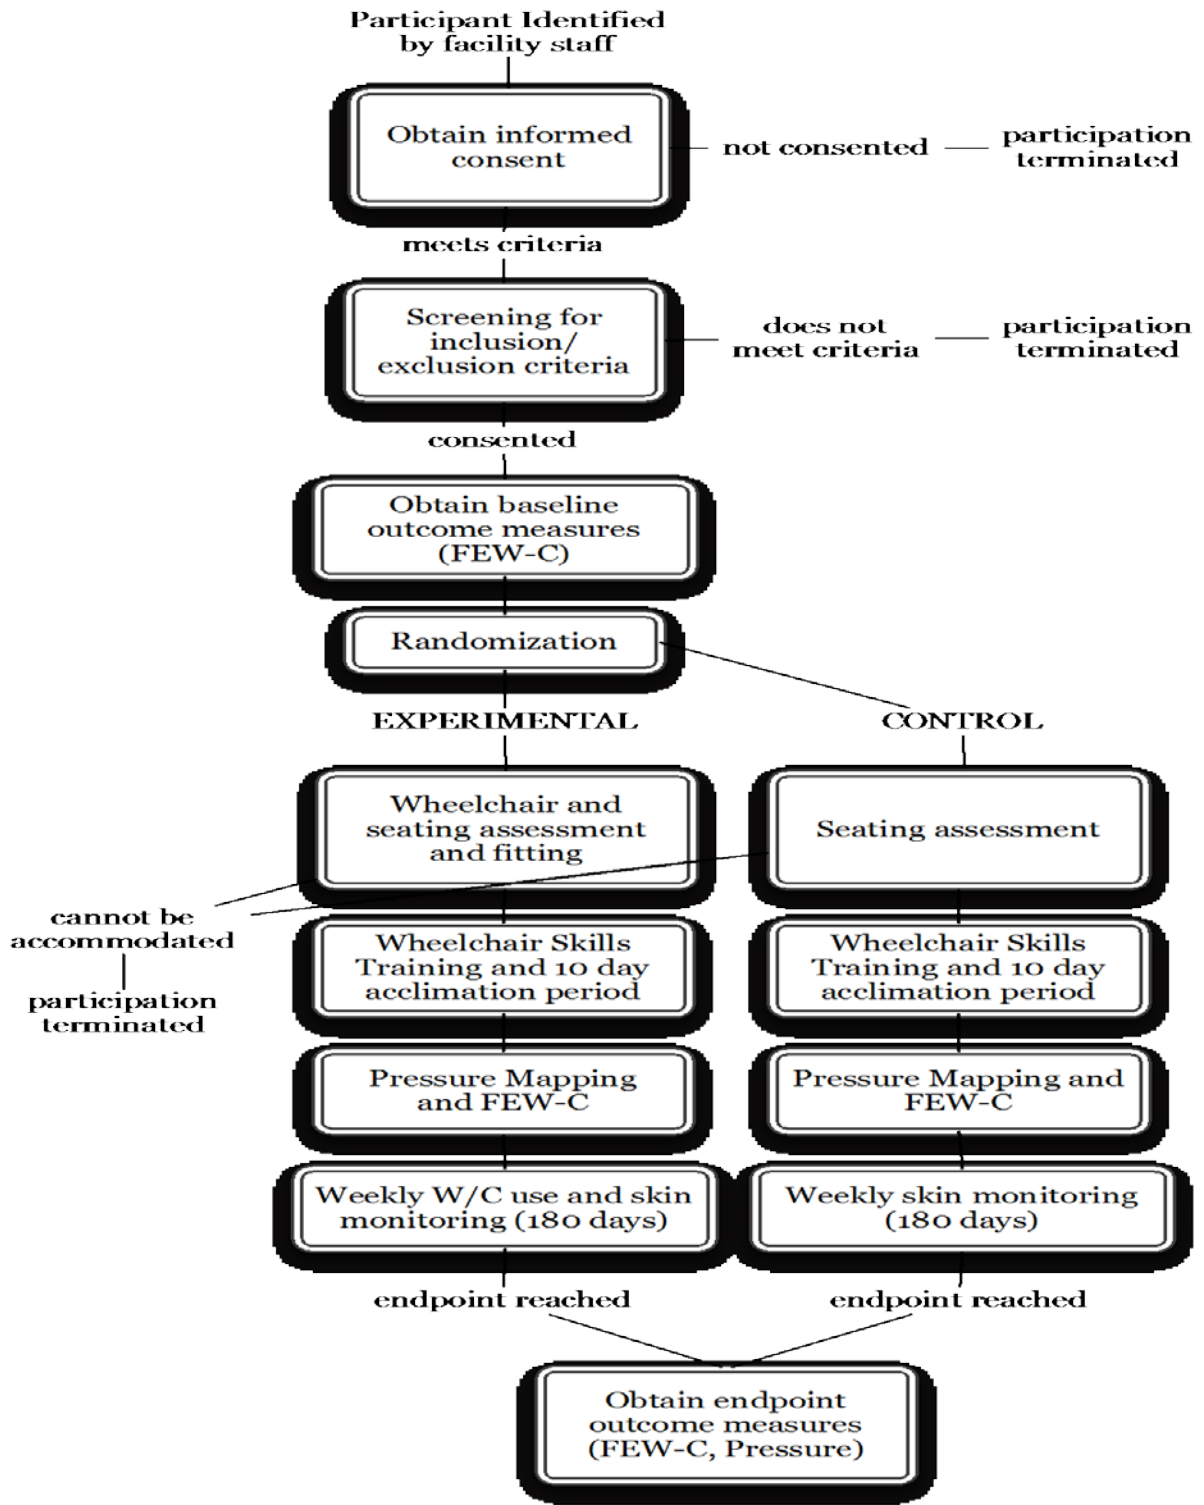 Participant Identified
by facility staff
Obtain informed
consent
not consented
participation
terminated
meets criteria
Screening for
inclusion/
exclusion criteria
does not
meet criteria
participation
terminated
consented
Obtain baseline
outcome measures
(FEW-C)
Randomization
EXPERIMENTAL
CONTROL
Wheelchair and
seating assessment
and fitting
Seating assessment
cannot be
accommodated
participation
terminated
Wheelchair Skills
Training and 10 day
acclimation period
Wheelchair Skills
Training and 10 day
acclimation period
Pressure Mapping
and FEW-C
Pressure Mapping and
FEW-C
Weekly W/C use and skin
monitoring (180 days)
Weekly skin monitoring
(180 days)
endpoint reached
endpoint reached
Obtain endpoint
outcome measures
(FEW-C, Pressure)